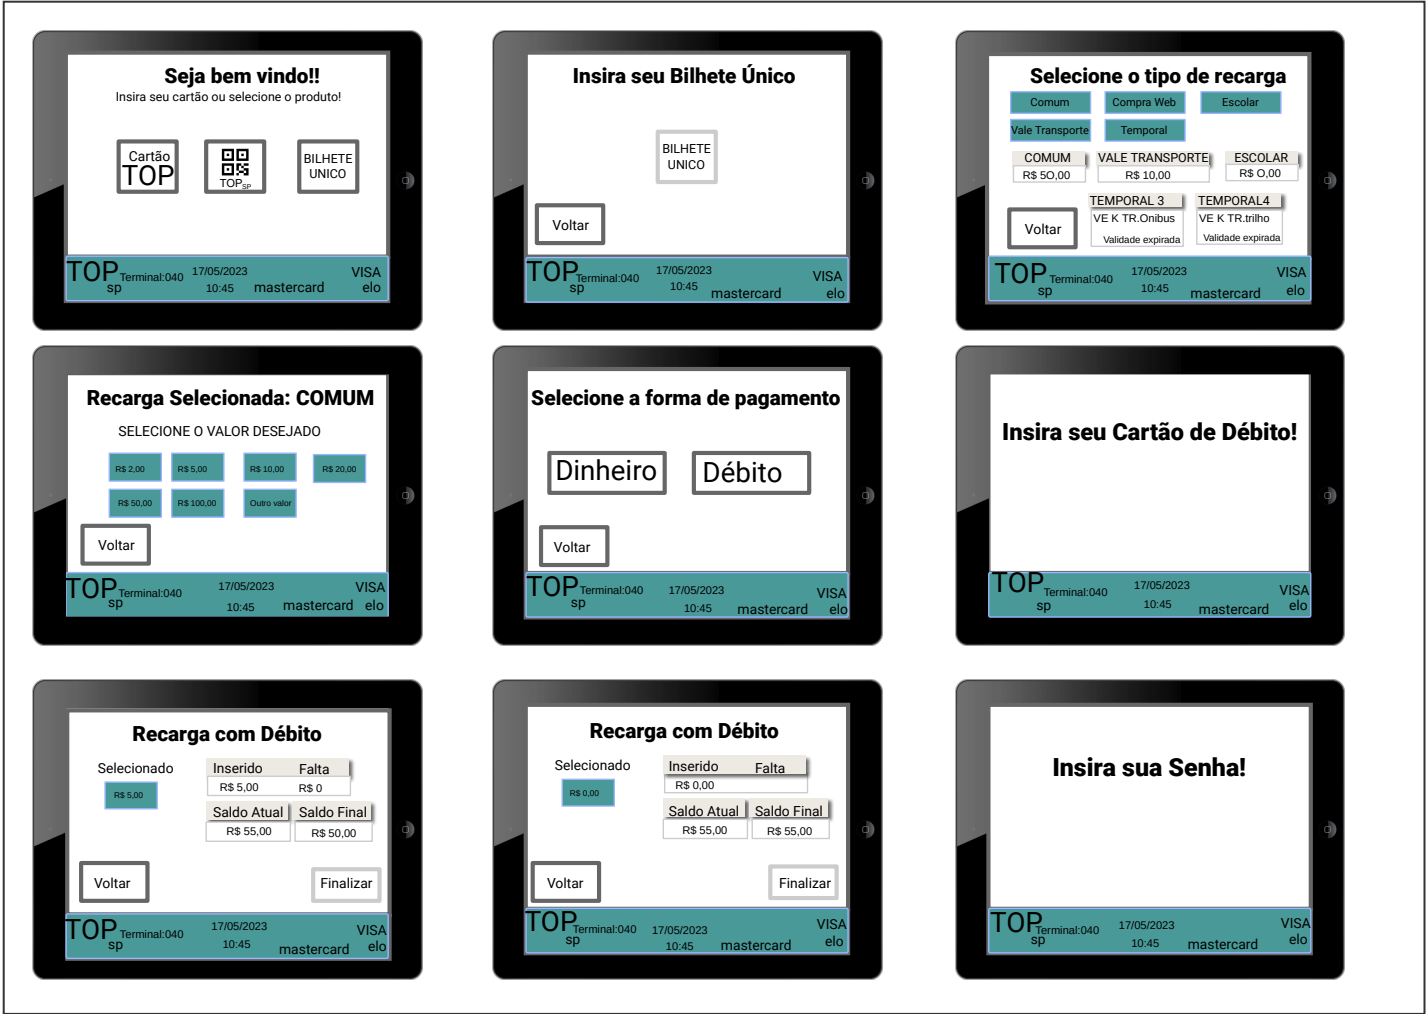 Seja bem vindo!!
Insira seu cartão ou selecione o produto!
Cartão
TOP
TOPSP
BILHETE
UNICO
TOP
sp
Terminal:040
17/05/2023
10:45
mastercard
VISA
elo
Insira seu Bilhete Único
BILHETE
UNICO
Voltar
TOP
sp
Terminal:040
17/05/2023
10:45
mastercard
VISA
elo
Selecione o tipo de recarga
Comum
Compra Web
Escolar
Vale Transporte
Temporal
COMUM
VALE TRANSPORTE
ESCOLAR
R$ 5O,00
R$ 10,00
R$ O,00
TEMPORAL 3
TEMPORAL4
VE K TR.Onibus
VE K TR.trilho
Validade expirada
Validade expirada
Voltar
TOP
sp
Terminal:040
17/05/2023
10:45
mastercard
VISA
elo
Recarga Selecionada: COMUM
SELECIONE O VALOR DESEJADO
R$ 2,00
R$ 5,00
R$ 10,00
R$ 20,00
R$ 50,00
R$ 100,00
Outro valor
Voltar
TOP
sp
Terminal:040
17/05/2023
10:45
mastercard
VISA
elo
Selecione a forma de pagamento
Dinheiro
Débito
Voltar
TOP
sp
Terminal:040
17/05/2023
10:45
mastercard
VISA
elo
Insira seu Cartão de Débito!
TOP
sp
Terminal:040
17/05/2023
10:45
mastercard
VISA
elo
Recarga com Débito
Selecionado
R$ 5,00
Inserido
Falta
R$ 5,00
R$ 0
Saldo Atual
Saldo Final
R$ 55,00
R$ 50,00
Voltar
Finalizar
TOP
sp
Terminal:040
17/05/2023
10:45
mastercard
VISA
elo
Recarga com Débito
Selecionado
R$ 0,00
Inserido
Falta
R$ 0,00
Saldo Atual
Saldo Final
R$ 55,00
R$ 55,00
Voltar
Finalizar
TOP
sp
Terminal:040
17/05/2023
10:45
mastercard
VISA
elo
Insira sua Senha!
TOP
sp
Terminal:040
17/05/2023
10:45
mastercard
VISA
elo